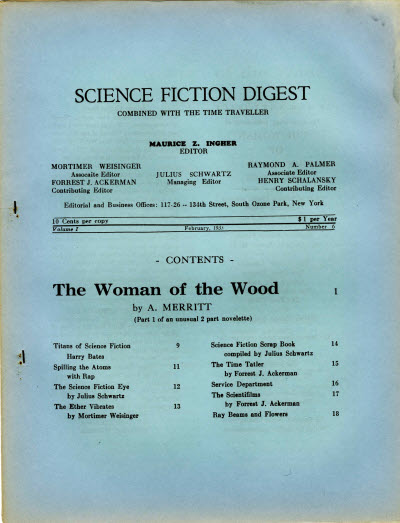 SCIENCE FICTION DIGEST
COMBINED WITH THE TIME TRAVELLER
MAURICE Z. INGHER
EDITOR
MORTIMER WEISINGER
Assocaite Editor
FORREST J. ACKERMAN
Contributing Editor
JULIUS SCHWARTZ
Managing Editor
RAYMOND A. PALMER
Associate Editor
HENRY SCHALANSKY
Contributing Editor
Editorial and Business Offices: 117-26 -- 134th Street, South Ozone Park, New York
10 Cents per copy $1 per Year
Volume 1 February, 1933 Number 6
- CONTENTS -
The Woman of the Wood 1
by A. MERRITT
(Part 1 of an unusual 2 part novelette)
Titans of Science Fiction 9
Harry Bates
Spilling the Atoms 11
with Rap
The Science Fiction Eye 12
by Julius Schwartz
The Ether Vibrates 13
by Mortimer Weisinger
Science Fiction Scrap Book 14
compiled by Julius Schwartz
The Time Tatler 15
by Forrest J. Ackerman
Service Department 16
The Scientifilms 17
by Forrest J. Ackerman
Ray Beams and Flowers 18